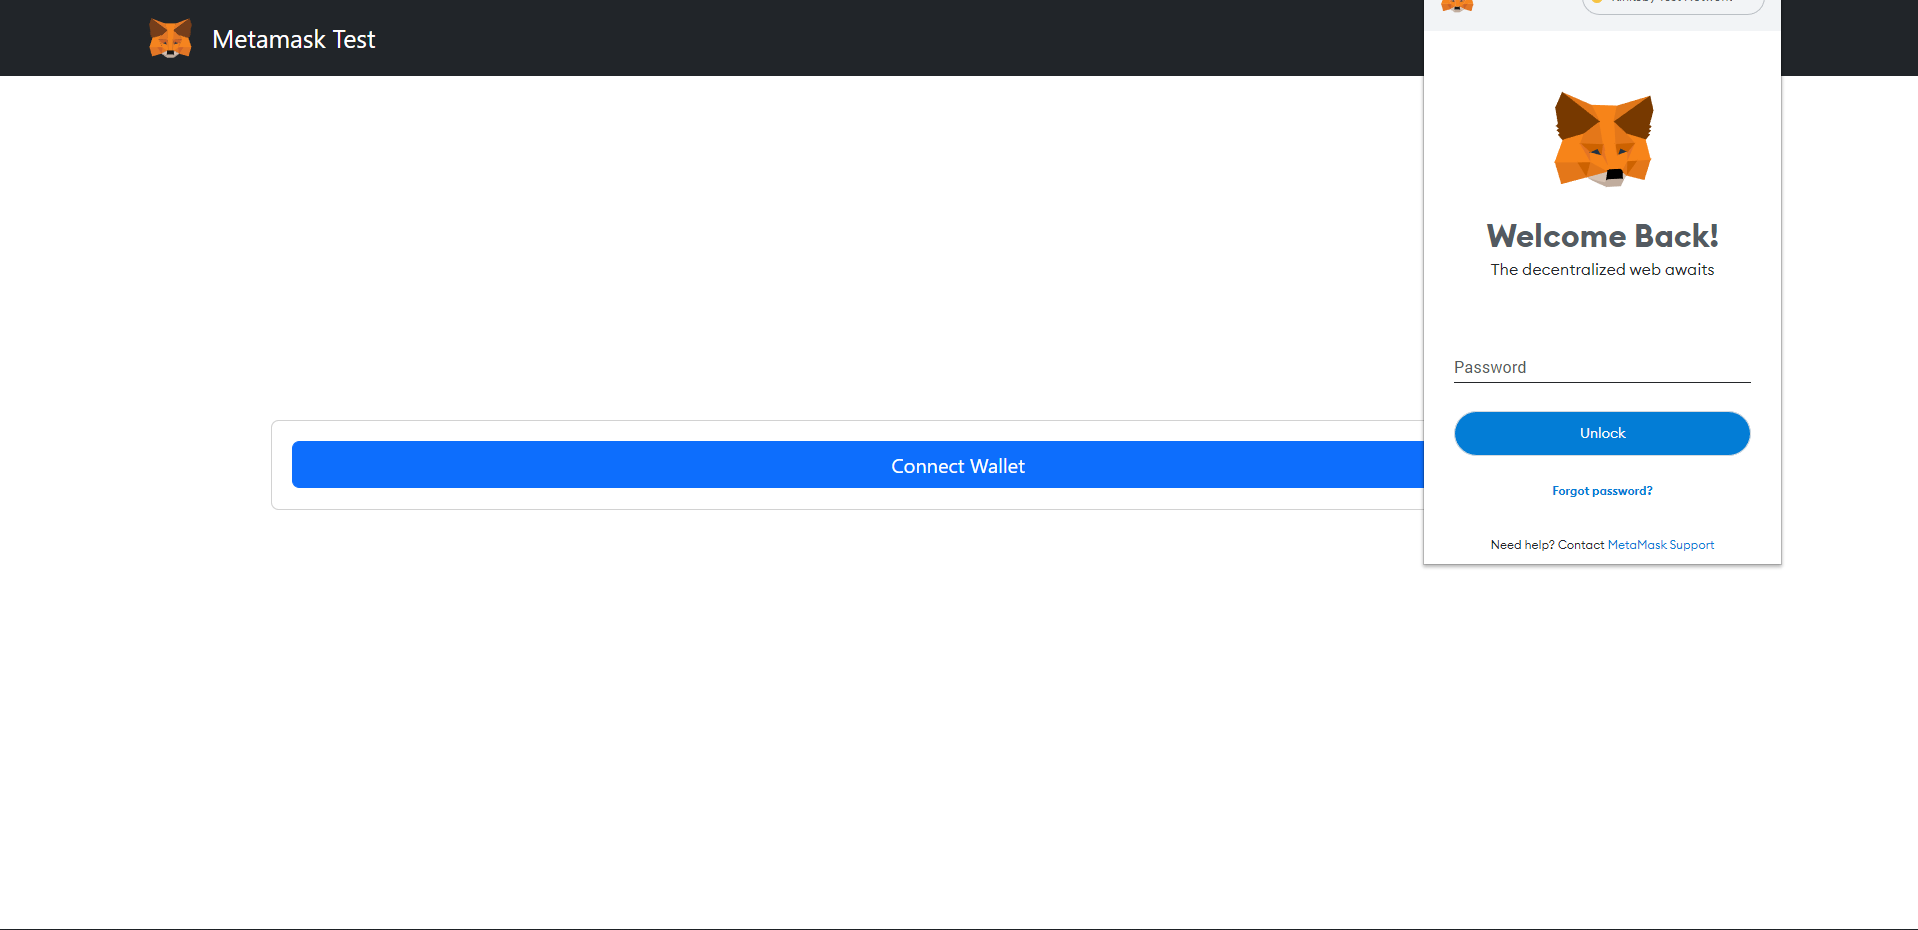 Metamask Test
Welcome Back!
The decentralized web awaits
Password
Unlock
Connect Wallet
Forgot password?
Need help? Contact MetaMask Support